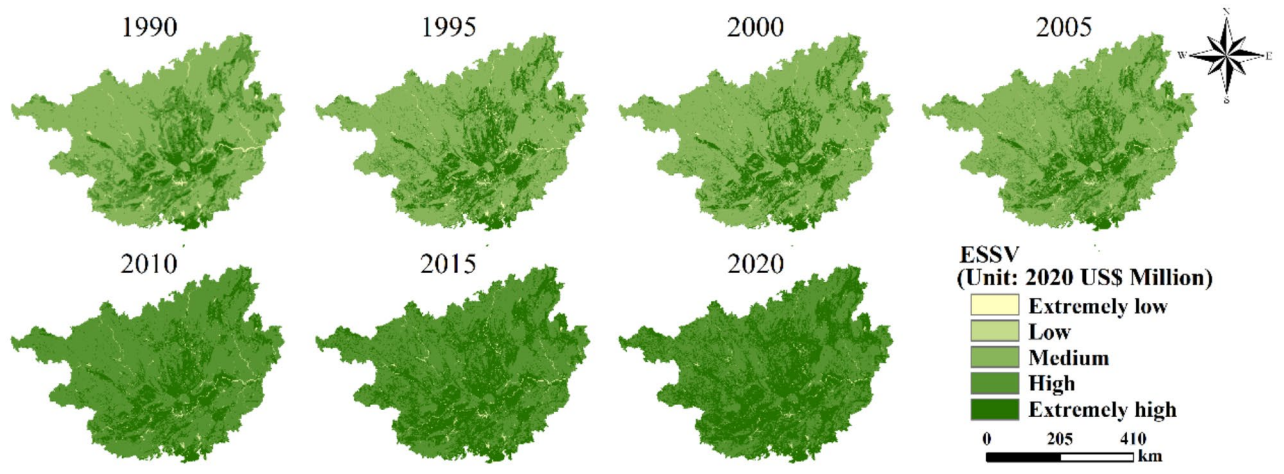 1990
1995
2000
2005
N
W
E
S
2010
2015
2020
ESSV
(Unit: 2020 US$ Million)
Extremely low
Low
Medium
High
Extremely high
0 205 410
km